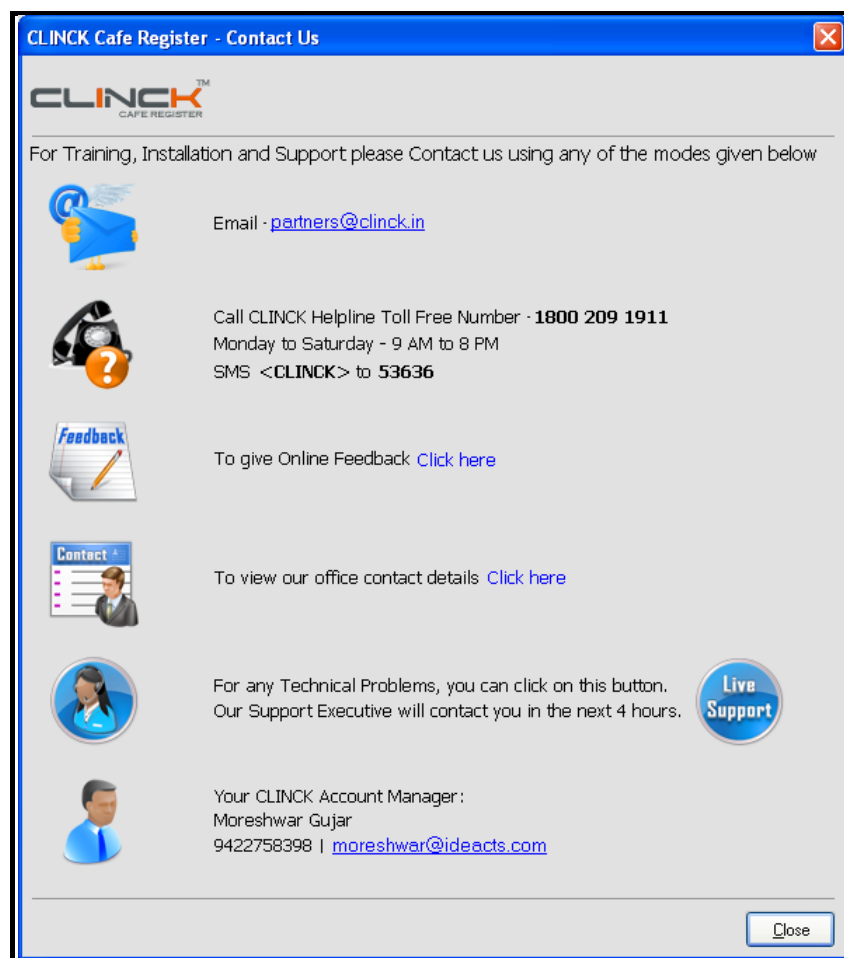 CLINCK Cafe Register - Contact Us
CLINCK™
CAFE REGISTER
For Training, Installation and Support please Contact us using any of the modes given below
Email - partners@clinck.in
Call CLINCK Helpline Toll Free Number - 1800 209 1911
Monday to Saturday - 9 AM to 8 PM
SMS <CLINCK> to 53636
Feedback
To give Online Feedback Click here
Contact
To view our office contact details Click here
For any Technical Problems, you can click on this button.
Our Support Executive will contact you in the next 4 hours.
Live
Support
Your CLINCK Account Manager:
Moreshwar Gujar
9422758398 | moreshwar@ideacts.com
Close